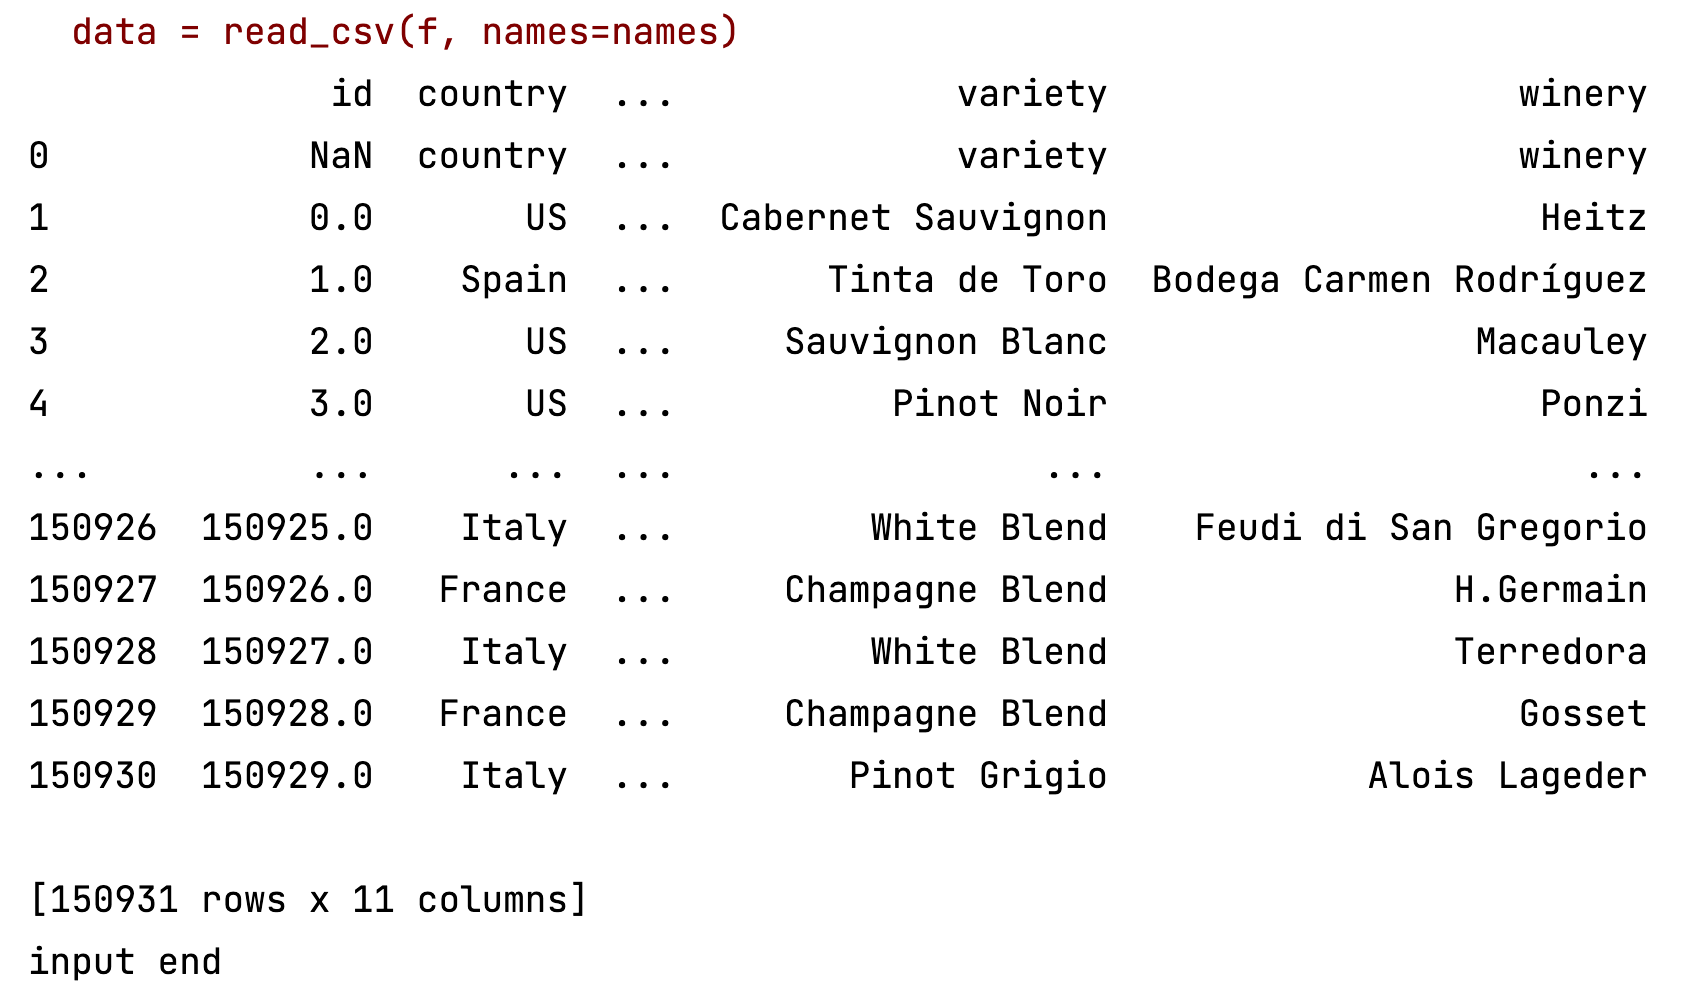 data = read_csv(f, names=names)
id country ... variety winery
0 NaN country ... variety winery
1 0.0 US ... Cabernet Sauvignon Heitz
2 1.0 Spain ... Tinta de Toro Bodega Carmen Rodríguez
3 2.0 US ... Sauvignon Blanc Macauley
4 3.0 US ... Pinot Noir Ponzi
... ... ... ... ... ...
150926 150925.0 Italy ... White Blend Feudi di San Gregorio
150927 150926.0 France ... Champagne Blend H.Germain
150928 150927.0 Italy ... White Blend Terredora
150929 150928.0 France ... Champagne Blend Gosset
150930 150929.0 Italy ... Pinot Grigio Alois Lageder
[150931 rows x 11 columns]
input end